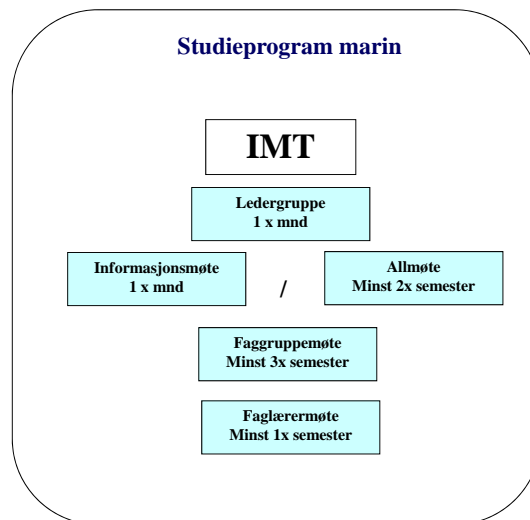 Studieprogram marin
IMT
Ledergruppe
1 x mnd
Informasjonsmøte
1 x mnd
/
Allmøte
Minst 2x semester
Faggruppemøte
Minst 3x semester
Faglærermøte
Minst 1x semester